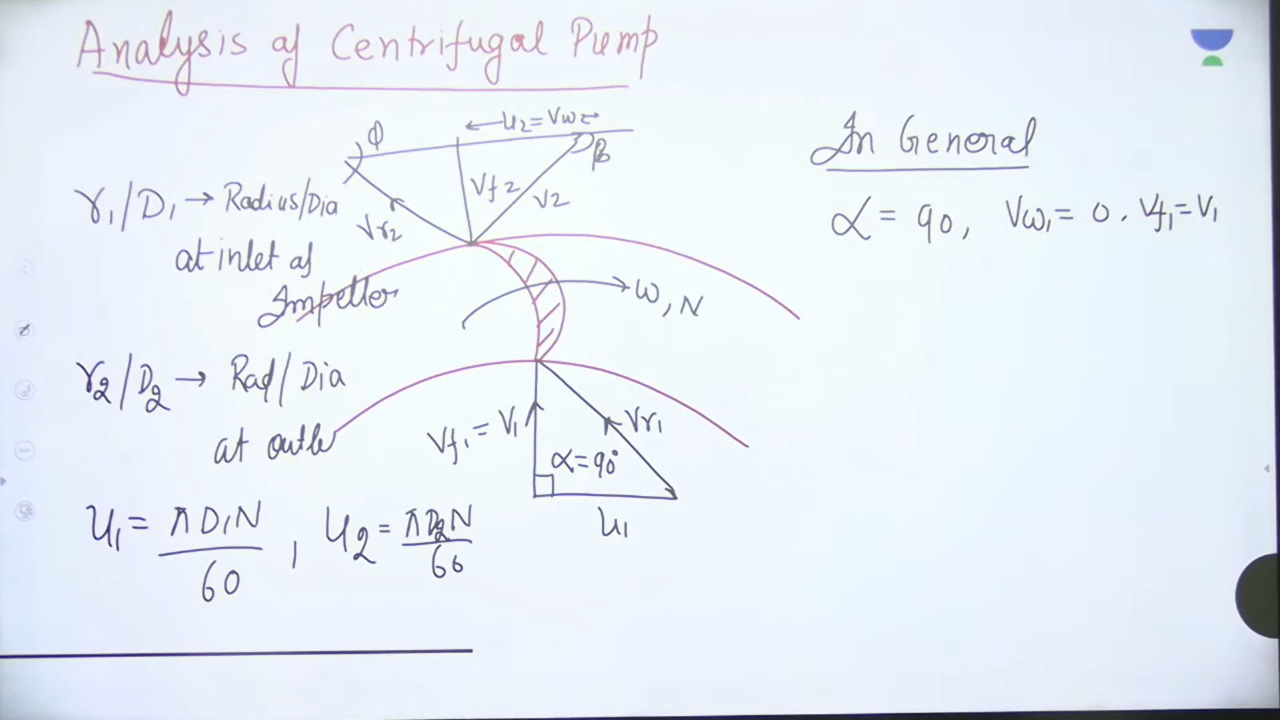 Analysis of Centrifugal Pump
ϕ
u2 = Vw2
β
Vr2
Vf2
V2
r1/D1 → Radius/Dia
at inlet of
Impeller
ω, N
r2/D2 → Rad/Dia
at outle
Vf1 = V1
Vr1
α = 90°
u1
u1 = πD1N/60 , u2 = πD2N/60
In General
α = 90, Vw1 = 0. Vf1 = V1